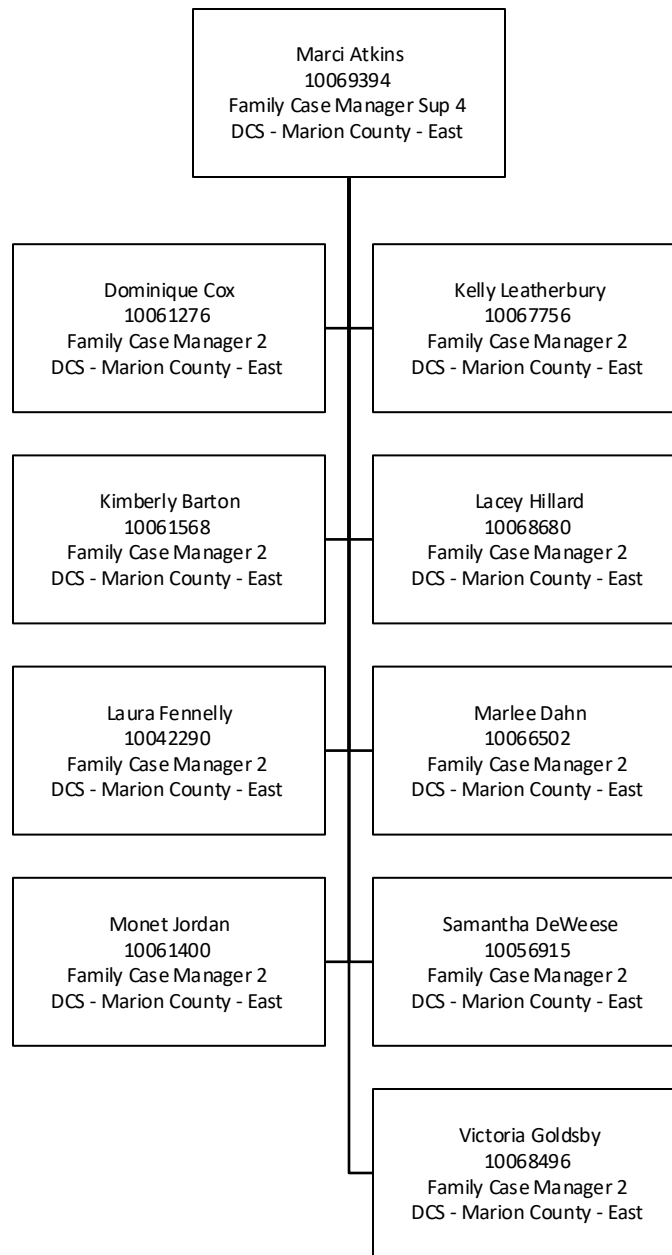 Marci Atkins
10069394
Family Case Manager Sup 4
DCS - Marion County - East
Dominique Cox
10061276
Family Case Manager 2
DCS - Marion County - East
Kelly Leatherbury
10067756
Family Case Manager 2
DCS - Marion County - East
Kimberly Barton
10061568
Family Case Manager 2
DCS - Marion County - East
Lacey Hillard
10068680
Family Case Manager 2
DCS - Marion County - East
Laura Fennelly
10042290
Family Case Manager 2
DCS - Marion County - East
Marlee Dahn
10066502
Family Case Manager 2
DCS - Marion County - East
Monet Jordan
10061400
Family Case Manager 2
DCS - Marion County - East
Samantha DeWeese
10056915
Family Case Manager 2
DCS - Marion County - East
Victoria Goldsby
10068496
Family Case Manager 2
DCS - Marion County - East